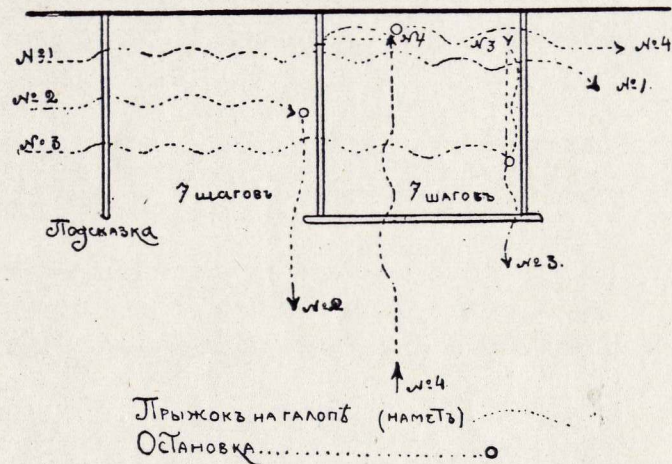 №1 №4 №3 №4
№2 №1.
№3
7 шаговъ 7 шаговъ
Подсказка
№3.
№2
№4.
Прыжокъ на галопѣ (наметъ)..........
Остановка..............